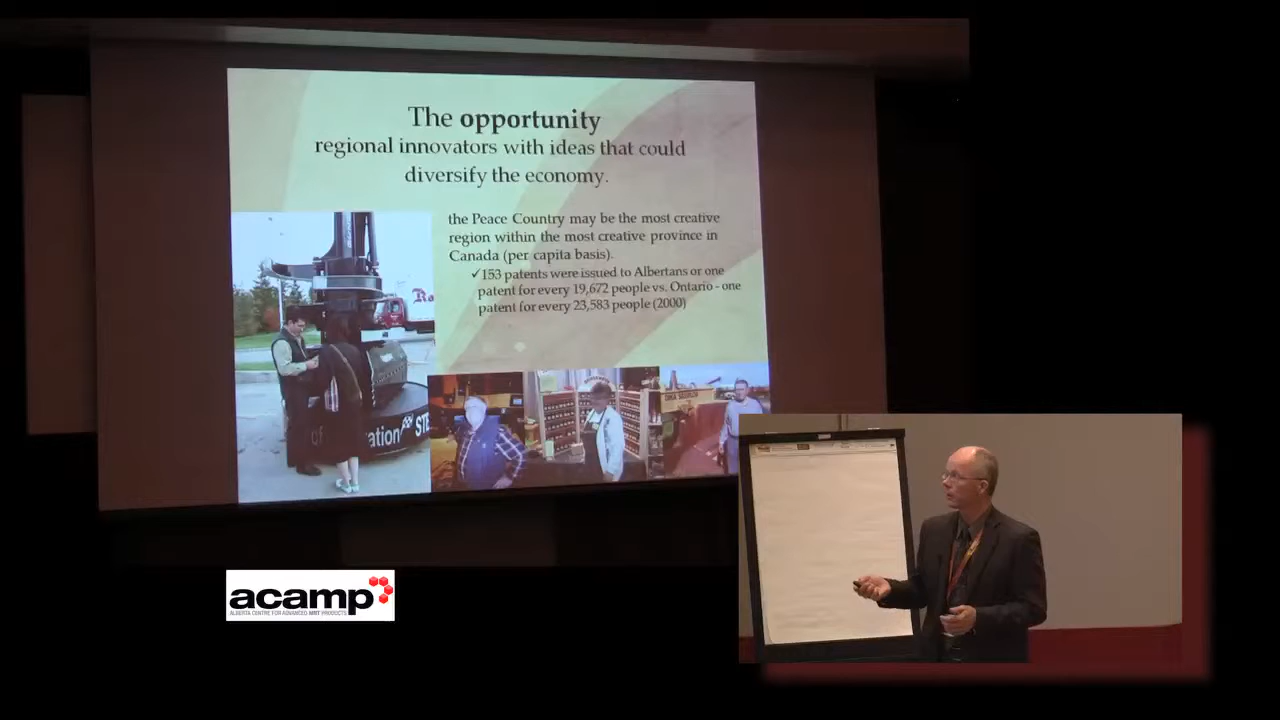 The opportunity
regional innovators with ideas that could
diversify the economy.
the Peace Country may be the most creative
region within the most creative province in
Canada (per capita basis).
✓153 patents were issued to Albertans or one
patent for every 19,672 people vs. Ontario - one
patent for every 23,583 people (2000)
of
ation
STE
acamp
ALBERTA CENTRE FOR ADVANCED MNT PRODUCTS